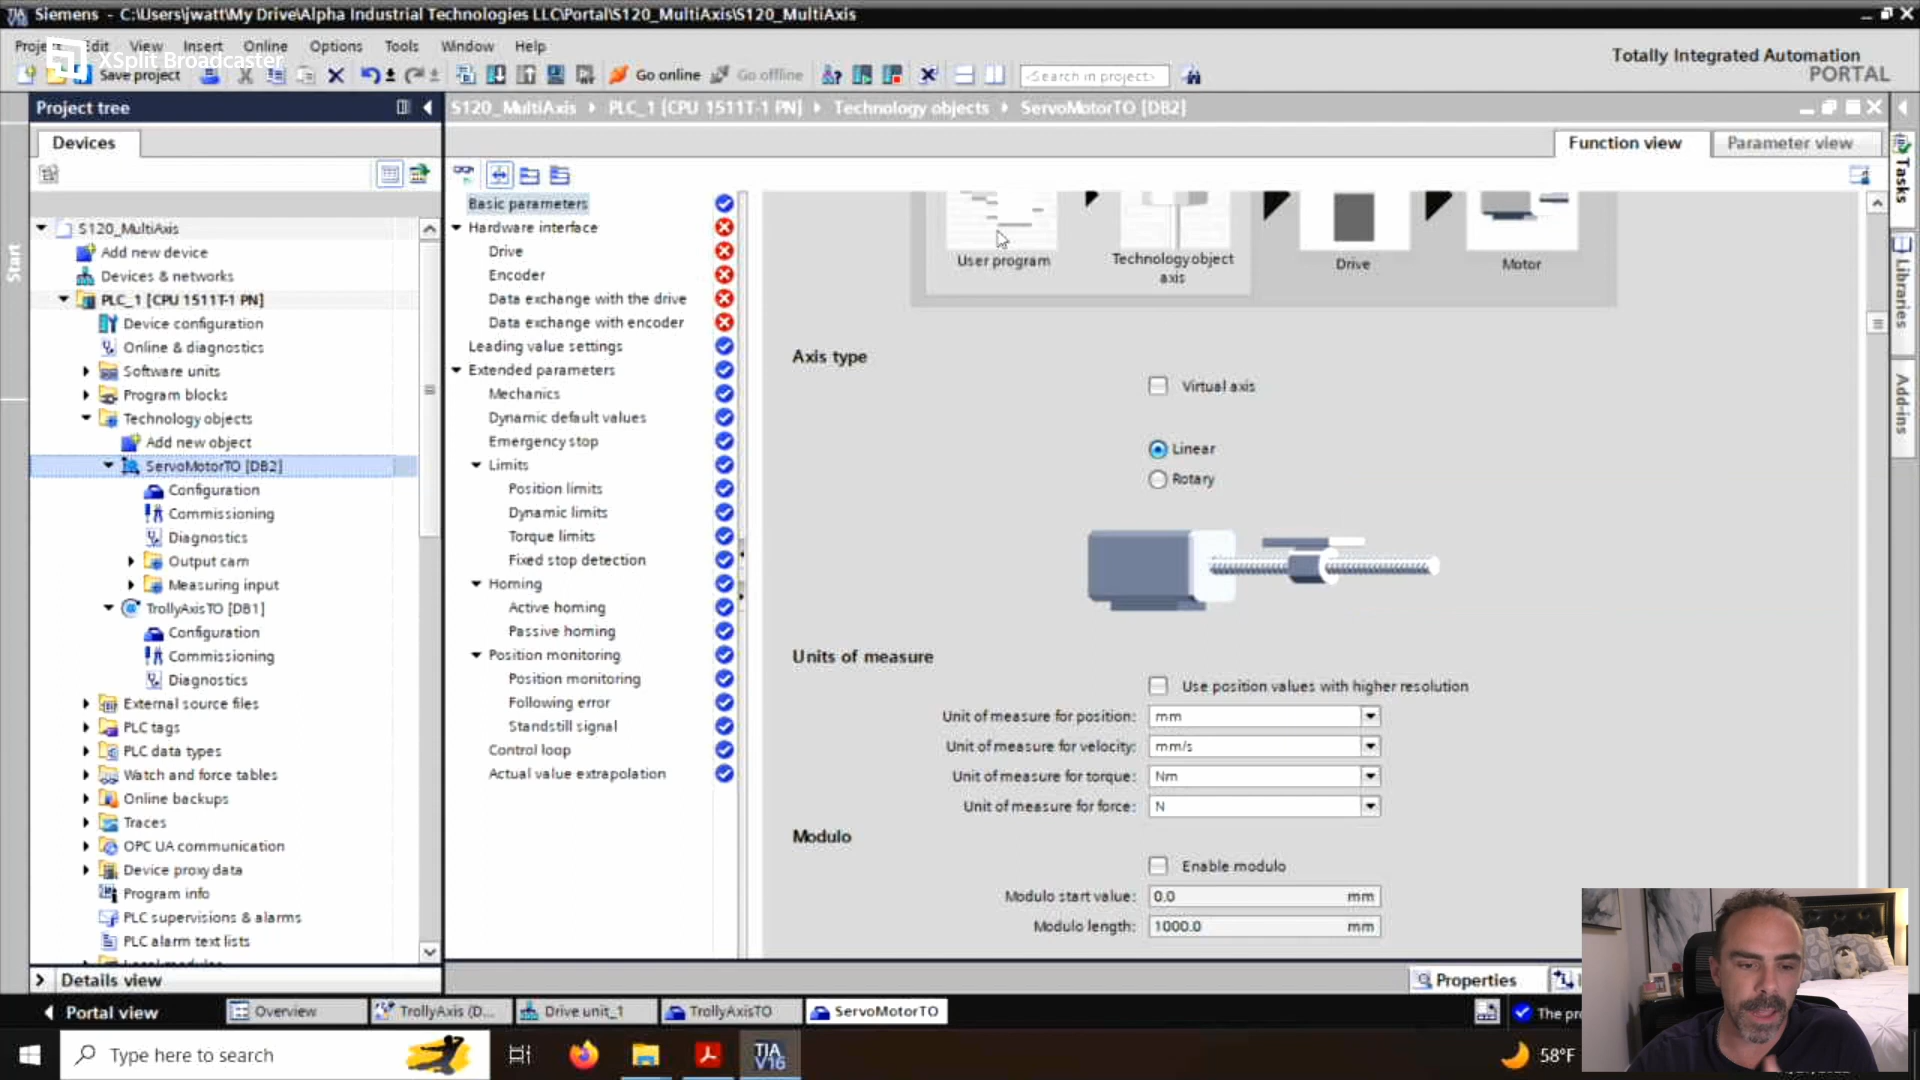 Siemens - C:\Users\jwatt\My Drive\Alpha Industrial Technologies LLC\Portal\S120_MultiAxis\S120_MultiAxis
Edit View Insert Online Options Tools Window Help
XSplit Broadcaster
Totally Integrated Automation
PORTAL
Save project
Go online
Go offline
<Search in project>
Project tree
S120_MultiAxis
PLC_1 [CPU 1511T-1 PN]
Technology objects
ServoMotorTO [DB2]
Devices
Function view
Parameter view
Start
S120_MultiAxis
Add new device
Devices & networks
PLC_1 [CPU 1511T-1 PN]
Device configuration
Online & diagnostics
Software units
Program blocks
Technology objects
Add new object
ServoMotorTO [DB2]
Configuration
Commissioning
Diagnostics
Output cam
Measuring input
TrollyAxisTO [DB1]
Configuration
Commissioning
Diagnostics
External source files
PLC tags
PLC data types
Watch and force tables
Online backups
Traces
OPC UA communication
Device proxy data
Program info
PLC supervisions & alarms
PLC alarm text lists
Details view
Basic parameters
Hardware interface
Drive
Encoder
Data exchange with the drive
Data exchange with encoder
Leading value settings
Extended parameters
Mechanics
Dynamic default values
Emergency stop
Limits
Position limits
Dynamic limits
Torque limits
Fixed stop detection
Homing
Active homing
Passive homing
Position monitoring
Position monitoring
Following error
Standstill signal
Control loop
Actual value extrapolation
User program
Technology object
axis
Drive
Motor
Axis type
Virtual axis
Linear
Rotary
Units of measure
Use position values with higher resolution
Unit of measure for position: mm
Unit of measure for velocity: mm/s
Unit of measure for torque: Nm
Unit of measure for force: N
Modulo
Enable modulo
Modulo start value: 0.0 mm
Modulo length: 1000.0 mm
Tasks
Libraries
Add-ins
Properties
Portal view
Overview
TrollyAxis (D...
Drive unit_1
TrollyAxisTO
ServoMotorTO
The pr
Type here to search
TIA
V16
58°F